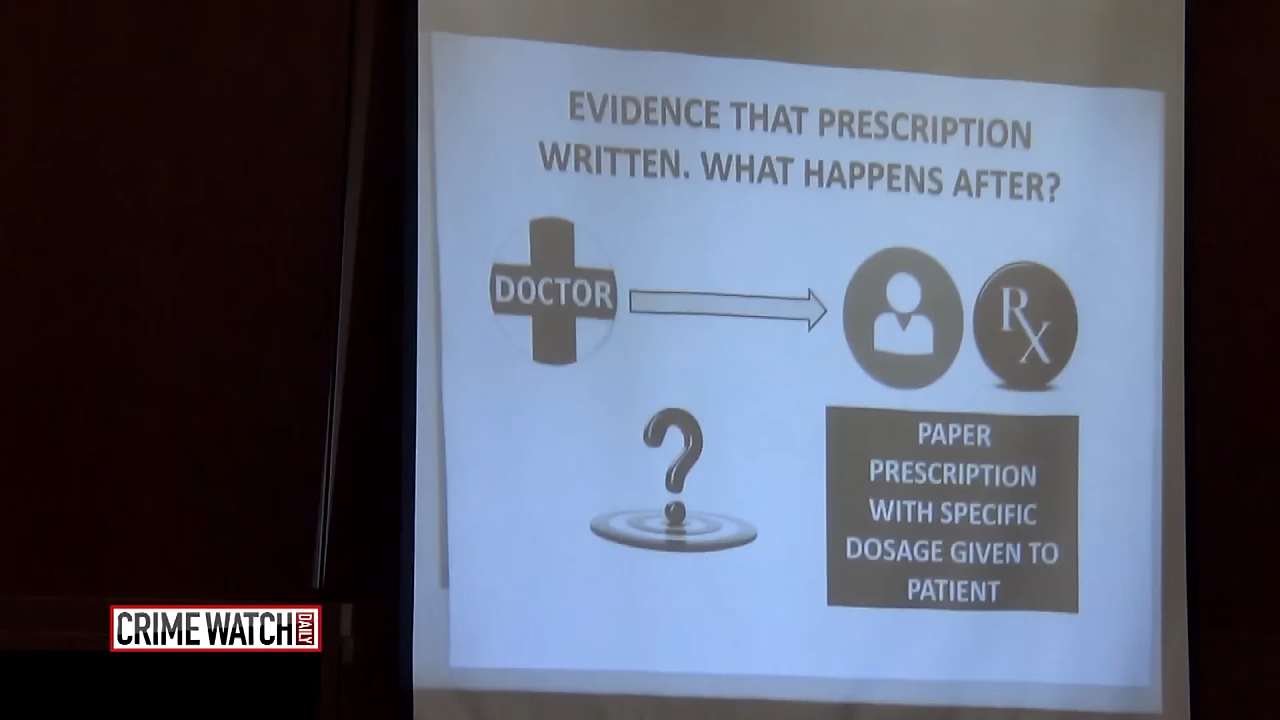 EVIDENCE THAT PRESCRIPTION
WRITTEN. WHAT HAPPENS AFTER?
DOCTOR
RX
PAPER
PRESCRIPTION
WITH SPECIFIC
DOSAGE GIVEN TO
PATIENT
CRIME WATCH DAILY